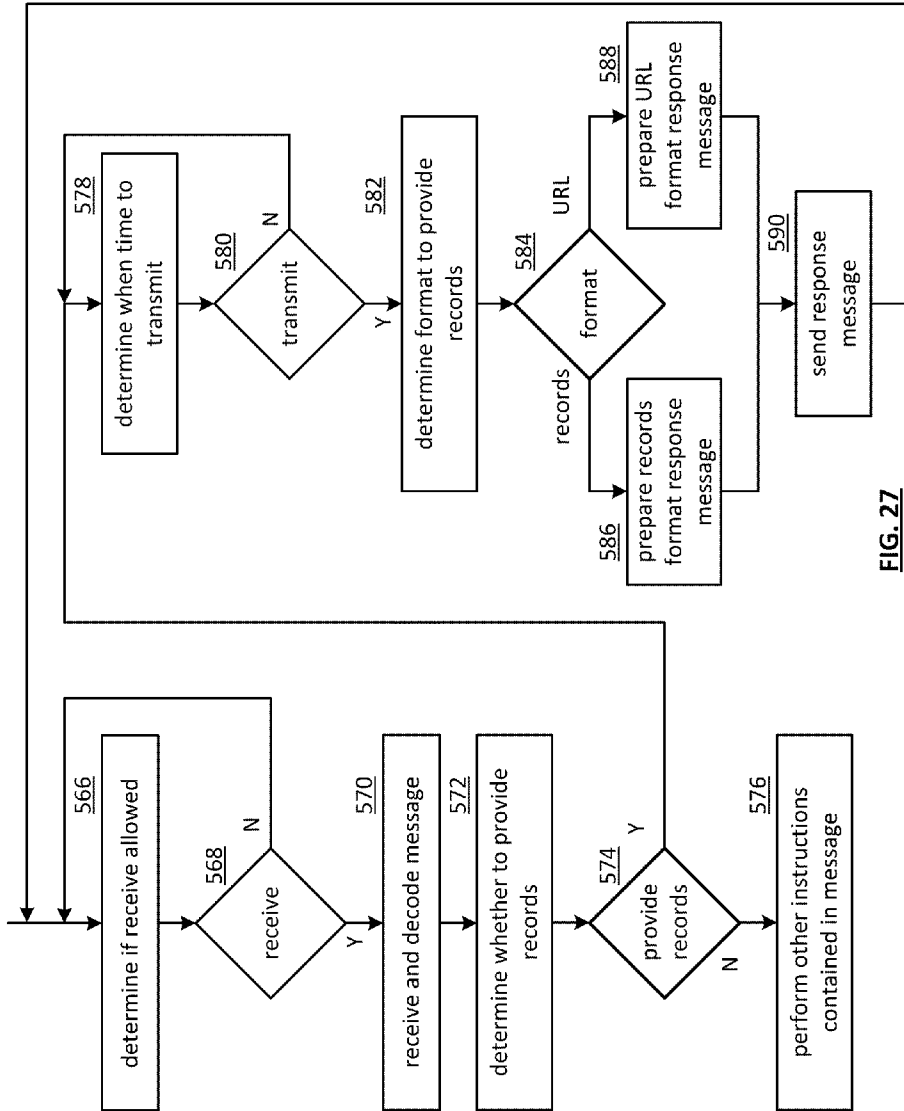 566
determine if receive allowed
568
receive
N
Y
570
receive and decode message
572
determine whether to provide
records
574
provide
records
Y
N
576
perform other instructions
contained in message
578
determine when time to
transmit
580
transmit
N
Y
582
determine format to provide
records
584
format
records
URL
586
prepare records
format response
message
588
prepare URL
format response
message
590
send response
message
FIG. 27